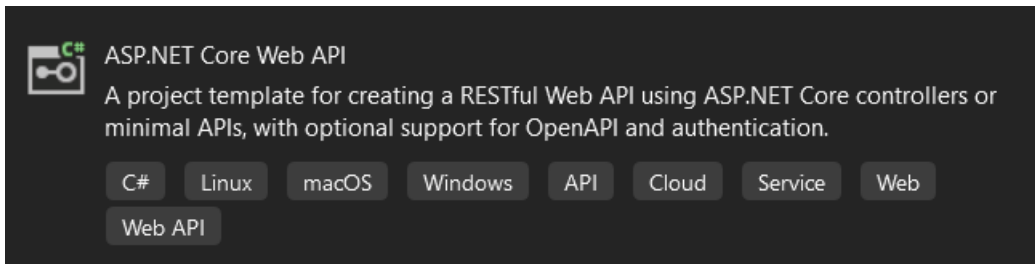 C#
ASP.NET Core Web API
A project template for creating a RESTful Web API using ASP.NET Core controllers or
minimal APIs, with optional support for OpenAPI and authentication.
C# Linux macOS Windows API Cloud Service Web
Web API